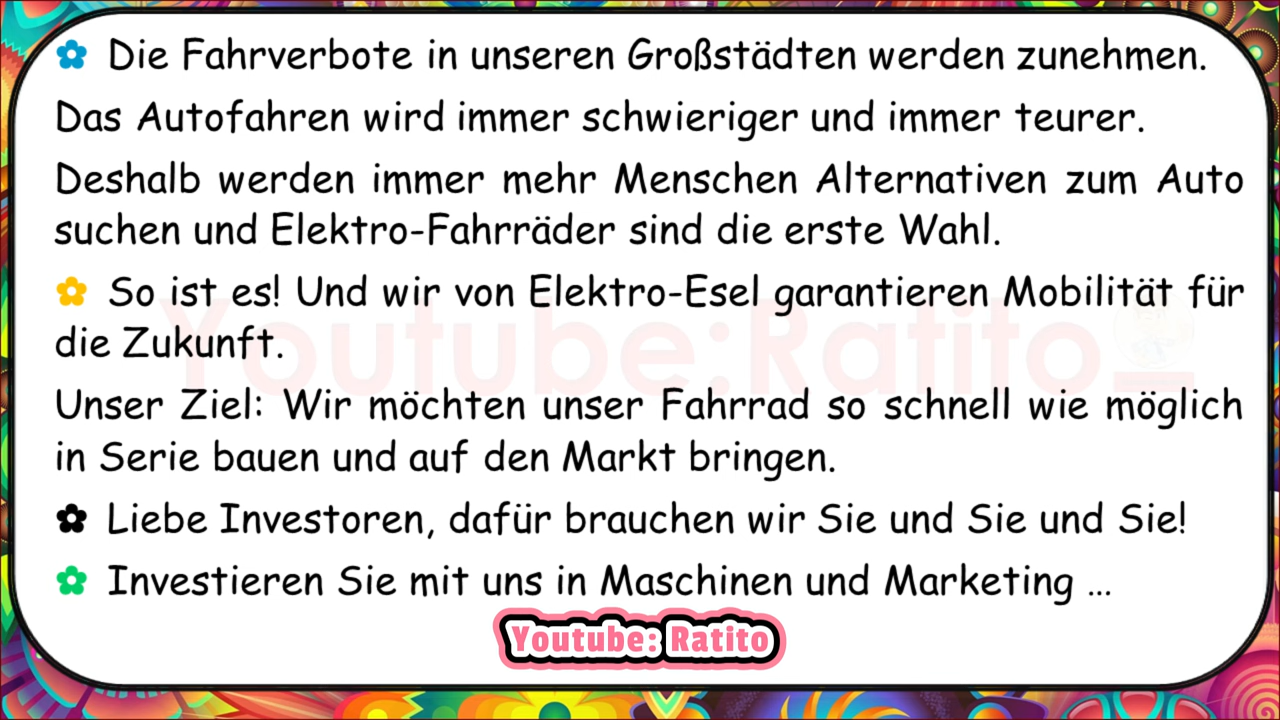 Die Fahrverbote in unseren Großstädten werden zunehmen.
Das Autofahren wird immer schwieriger und immer teurer.
Deshalb werden immer mehr Menschen Alternativen zum Auto
suchen und Elektro-Fahrräder sind die erste Wahl.
So ist es! Und wir von Elektro-Esel garantieren Mobilität für
die Zukunft.
Youtube:Ratito
Unser Ziel: Wir möchten unser Fahrrad so schnell wie möglich
in Serie bauen und auf den Markt bringen.
Liebe Investoren, dafür brauchen wir Sie und Sie und Sie!
Investieren Sie mit uns in Maschinen und Marketing ...
Youtube: Ratito